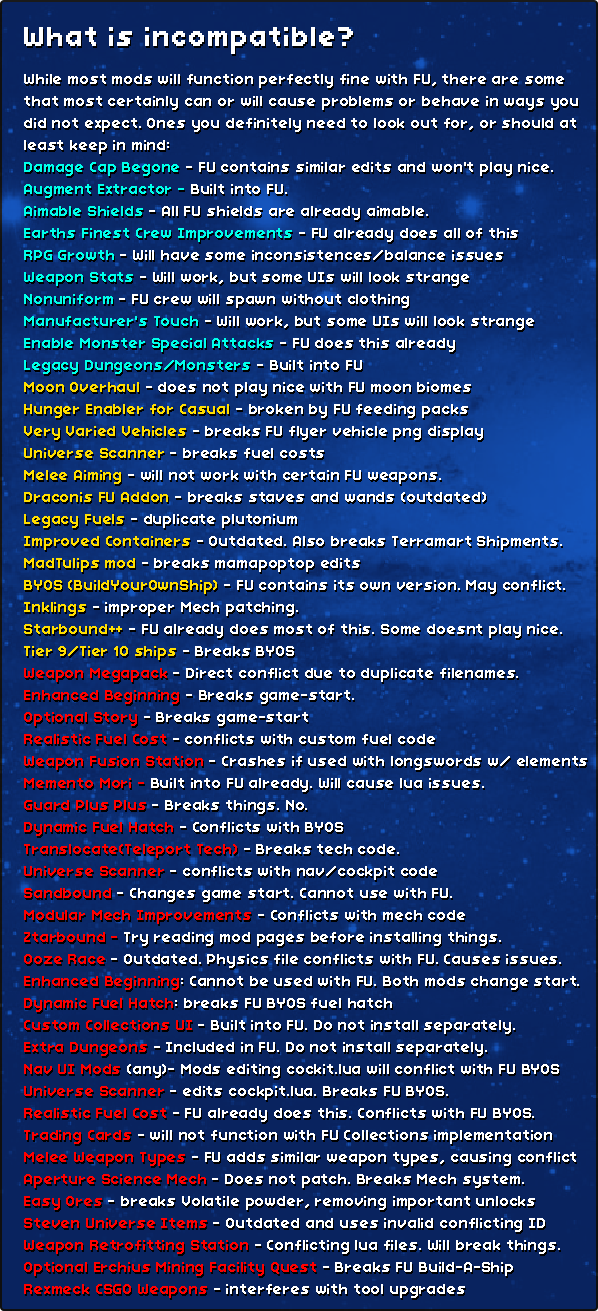 What is incompatible?
While most mods will function perfectly fine with FU, there are some
that most certainly can or will cause problems or behave in ways you
did not expect. Ones you definitely need to look out for, or should at
least keep in mind:
Damage Cap Begone - FU contains similar edits and won't play nice.
Augment Extractor - Built into FU.
Aimable Shields - All FU shields are already aimable.
Earths Finest Crew Improvements - FU already does all of this
RPG Growth - Will have some inconsistences/balance issues
Weapon Stats - Will work, but some UIs will look strange
Nonuniform - FU crew will spawn without clothing
Manufacturer's Touch - Will work, but some UIs will look strange
Enable Monster Special Attacks - FU does this already
Legacy Dungeons/Monsters - Built into FU
Moon Overhaul - does not play nice with FU moon biomes
Hunger Enabler for Casual - broken by FU feeding packs
Very Varied Vehicles - breaks FU flyer vehicle png display
Universe Scanner - breaks fuel costs
Melee Aiming - will not work with certain FU weapons.
Draconis FU Addon - breaks staves and wands (outdated)
Legacy Fuels - duplicate plutonium
Improved Containers - Outdated. Also breaks Terramart Shipments.
MadTulips mod - breaks mamapoptop edits
BYOS (BuildYourOwnShip) - FU contains its own version. May conflict.
Inklings - improper Mech patching.
Starbound++ - FU already does most of this. Some doesnt play nice.
Tier 9/Tier 10 ships - Breaks BYOS
Weapon Megapack - Direct conflict due to duplicate filenames.
Enhanced Beginning - Breaks game-start.
Optional Story - Breaks game-start
Realistic Fuel Cost - conflicts with custom fuel code
Weapon Fusion Station - Crashes if used with longswords w/ elements
Memento Mori - Built into FU already. Will cause lua issues.
Guard Plus Plus - Breaks things. No.
Dynamic Fuel Hatch - Conflicts with BYOS
Translocate(Teleport Tech) - Breaks tech code.
Universe Scanner - conflicts with nav/cockpit code
Sandbound - Changes game start. Cannot use with FU.
Modular Mech Improvements - Conflicts with mech code
Ztarbound - Try reading mod pages before installing things.
Ooze Race - Outdated. Physics file conflicts with FU. Causes issues.
Enhanced Beginning: Cannot be used with FU. Both mods change start.
Dynamic Fuel Hatch: breaks FU BYOS fuel hatch
Custom Collections UI - Built into FU. Do not install separately.
Extra Dungeons - Included in FU. Do not install separately.
Nav UI Mods (any)- Mods editing cockit.lua will conflict with FU BYOS
Universe Scanner - edits cockpit.lua. Breaks FU BYOS.
Realistic Fuel Cost - FU already does this. Conflicts with FU BYOS.
Trading Cards - will not function with FU Collections implementation
Melee Weapon Types - FU adds similar weapon types, causing conflict
Aperture Science Mech - Does not patch. Breaks Mech system.
Easy Ores - breaks Volatile powder, removing important unlocks
Steven Universe Items - Outdated and uses invalid conflicting ID
Weapon Retrofitting Station - Conflicting lua files. Will break things.
Optional Erchius Mining Facility Quest - Breaks FU Build-A-Ship
Rexmeck CSGO Weapons - interferes with tool upgrades